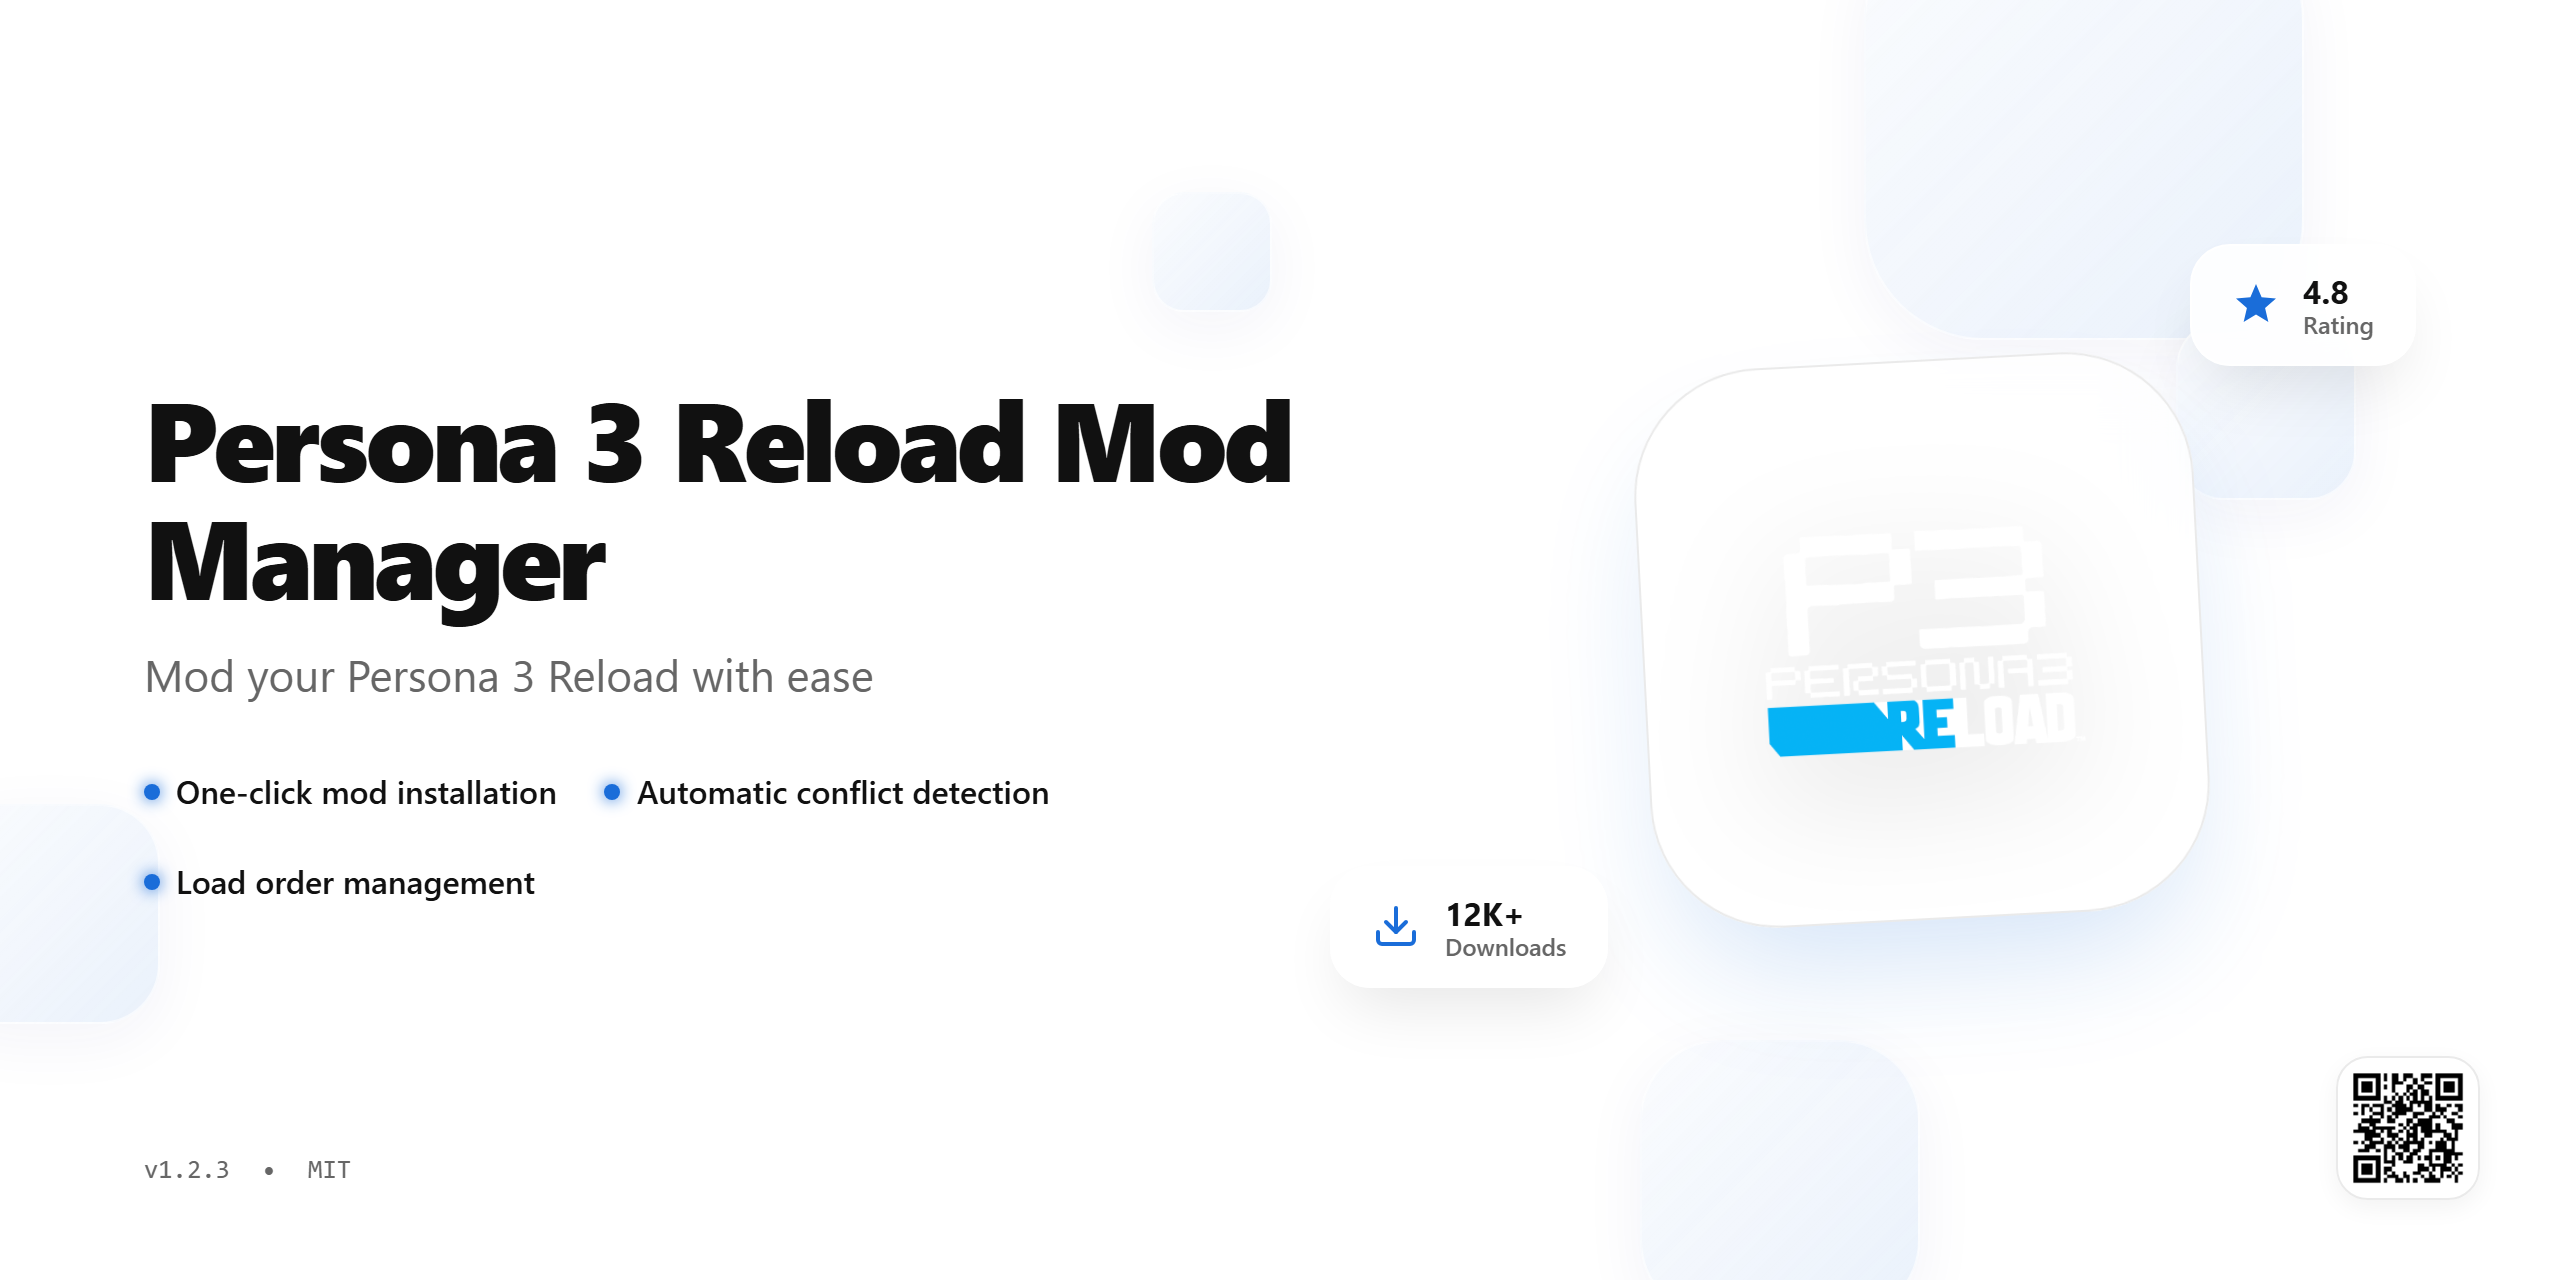 Persona 3 Reload Mod
Manager
Mod your Persona 3 Reload with ease
One-click mod installation
Automatic conflict detection
Load order management
v1.2.3 • MIT
4.8
Rating
P3
PERSONA3
RELOAD
12K+
Downloads